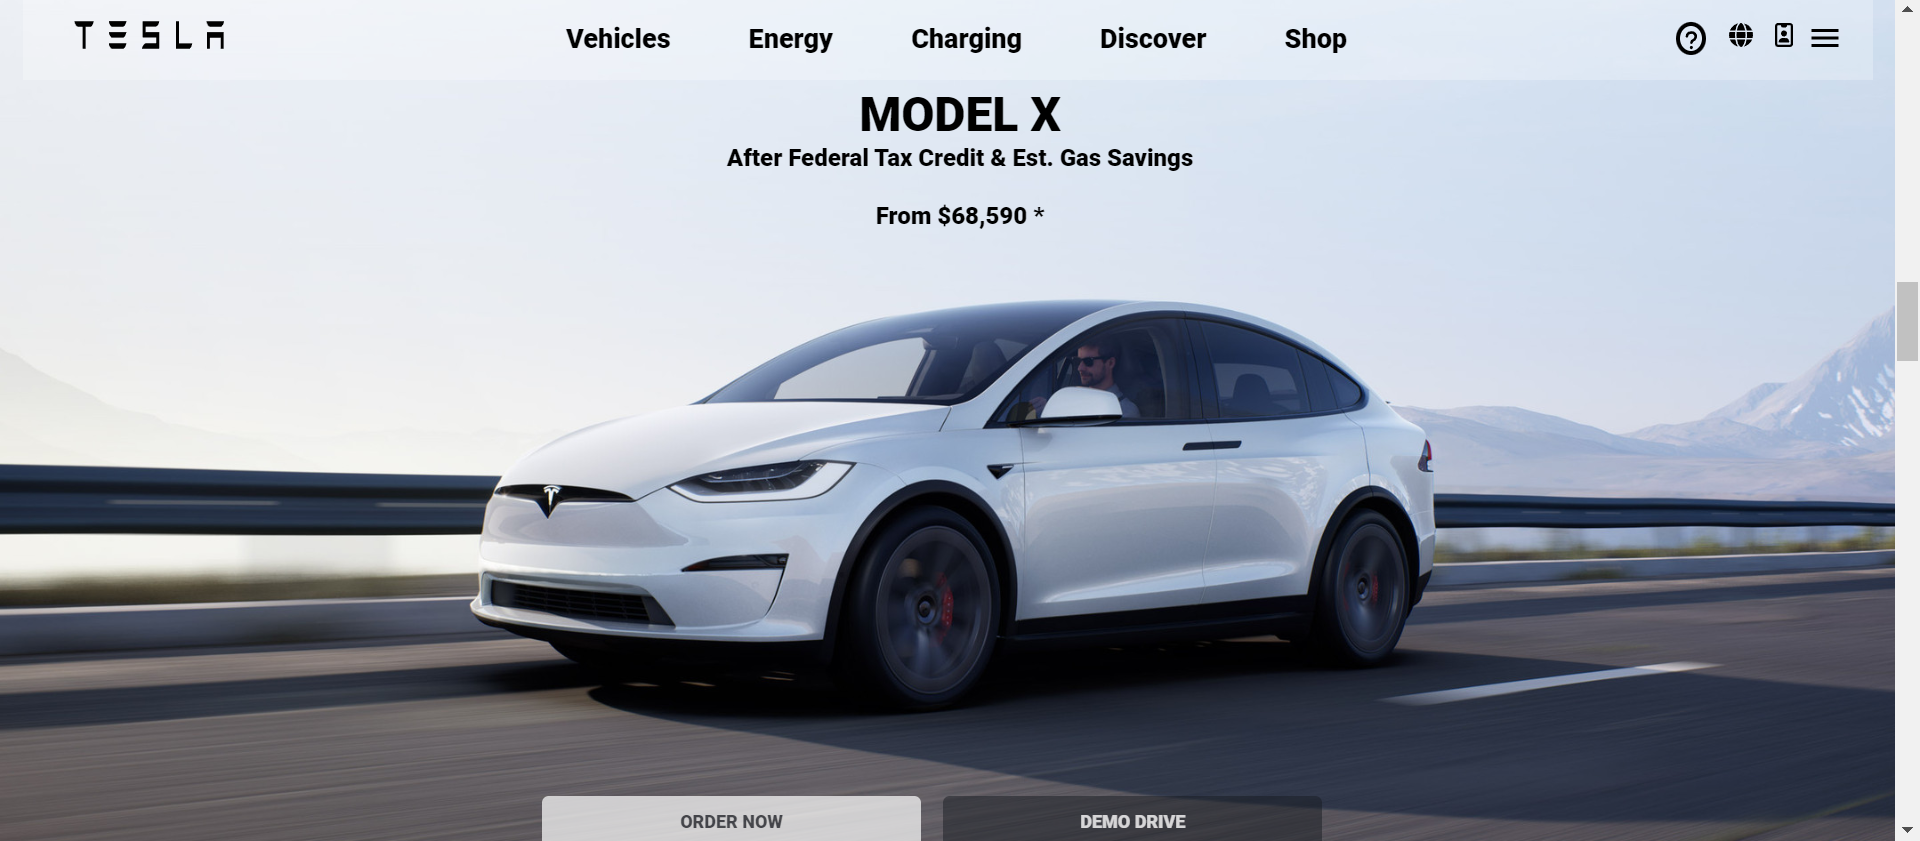 TESLA
Vehicles Energy Charging Discover Shop
MODEL X
After Federal Tax Credit & Est. Gas Savings
From $68,590 *
ORDER NOW DEMO DRIVE